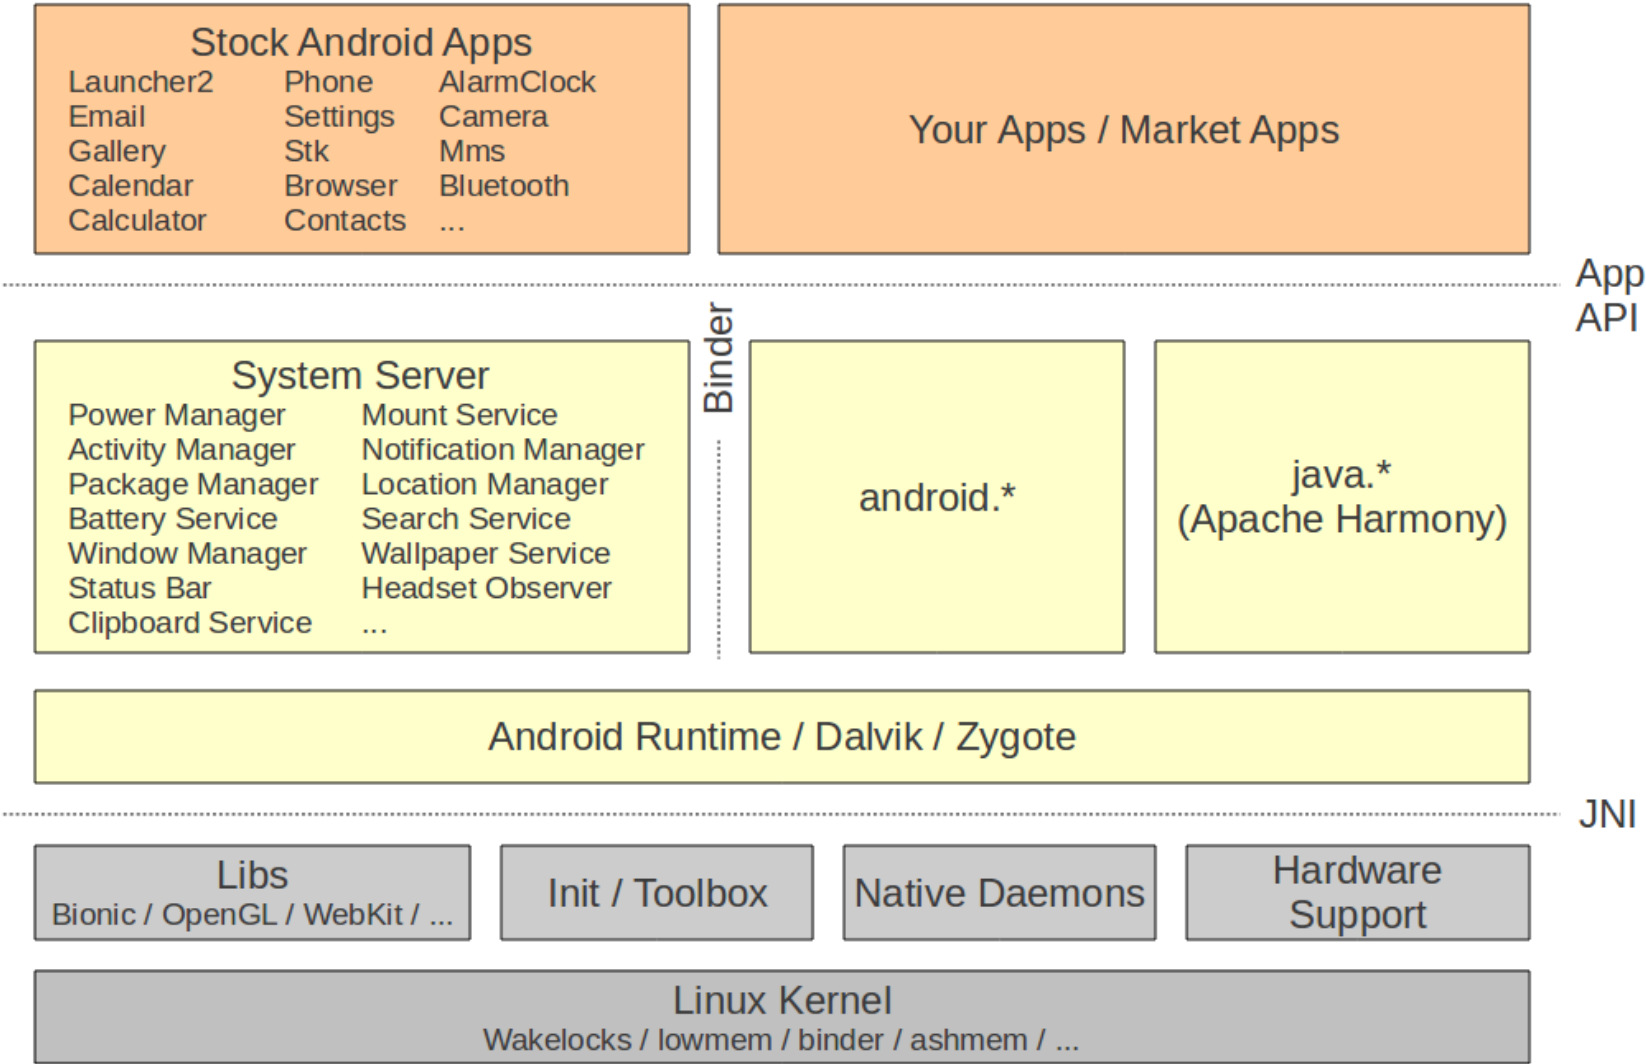 Stock Android Apps
Launcher2 Phone AlarmClock
Email Settings Camera
Gallery Stk Mms
Calendar Browser Bluetooth
Calculator Contacts ...
Your Apps / Market Apps
App
API
System Server
Power Manager Mount Service
Activity Manager Notification Manager
Package Manager Location Manager
Battery Service Search Service
Window Manager Wallpaper Service
Status Bar Headset Observer
Clipboard Service ...
Binder
android.*
java.*
(Apache Harmony)
Android Runtime / Dalvik / Zygote
JNI
Libs
Bionic / OpenGL / WebKit / ...
Init / Toolbox
Native Daemons
Hardware
Support
Linux Kernel
Wakelocks / lowmem / binder / ashmem / ...